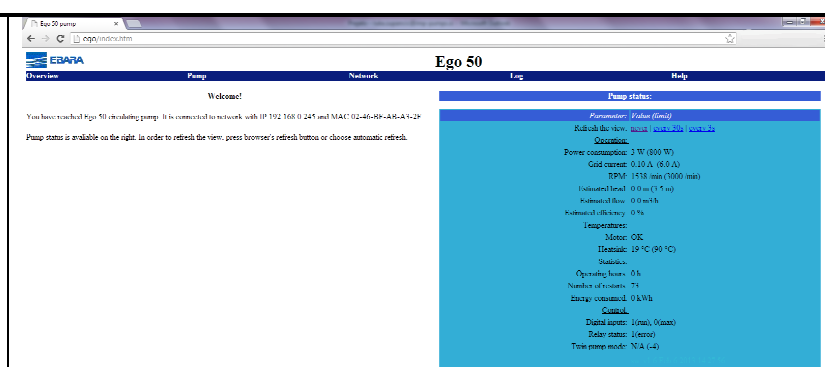 Ego 50 pump
ego/index.htm
EBARA
Ego 50
Overview Pump Network Log Help
Welcome!
You have reached Ego 50 circulating pump. It is connected to network with IP 192.168.0.245 and MAC 02-46-BF-AB-A3-2F
Pump status is avaliable on the right. In order to refresh the view, press browser's refresh button or choose automatic refresh.
Pump status:
Parameter: Value (limit)
Refresh the view: never | every 30s | every 3s
Operation:
Power consumption: 3 W (800 W)
Grid current: 0.10 A (6.0 A)
RPM: 1538 /min (3000 /min)
Estimated head: 0.0 m (3.5 m)
Estimated flow: 0.0 m3/h
Estimated efficiency: 0 %
Temperatures:
Motor: OK
Heatsink: 19 °C (90 °C)
Statistics:
Operating hours: 0 h
Number of restarts: 73
Energy consumed: 0 kWh
Control:
Digital inputs: 1(run), 0(max)
Relay status: 1(error)
Twin pump mode: N/A (-4)